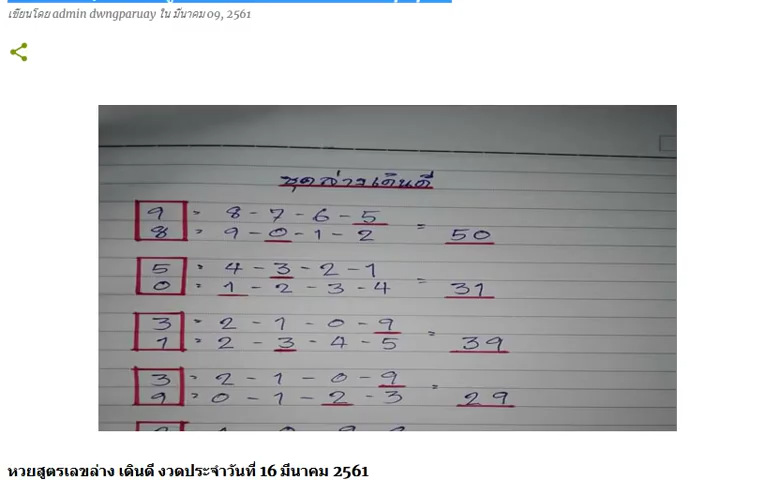 เขียนโดย admin dwngparuay ใน มีนาคม 09, 2561
ชุดล่างเดินดี
9 = 8 - 7 - 6 - 5
8 = 9 - 0 - 1 - 2 = 50
5 = 4 - 3 - 2 - 1
0 = 1 - 2 - 3 - 4 = 31
3 = 2 - 1 - 0 - 9
1 = 2 - 3 - 4 - 5 = 39
3 = 2 - 1 - 0 - 9
9 = 0 - 1 - 2 - 3 = 29
หวยสูตรเลขล่าง เดินดี งวดประจำวันที่ 16 มีนาคม 2561